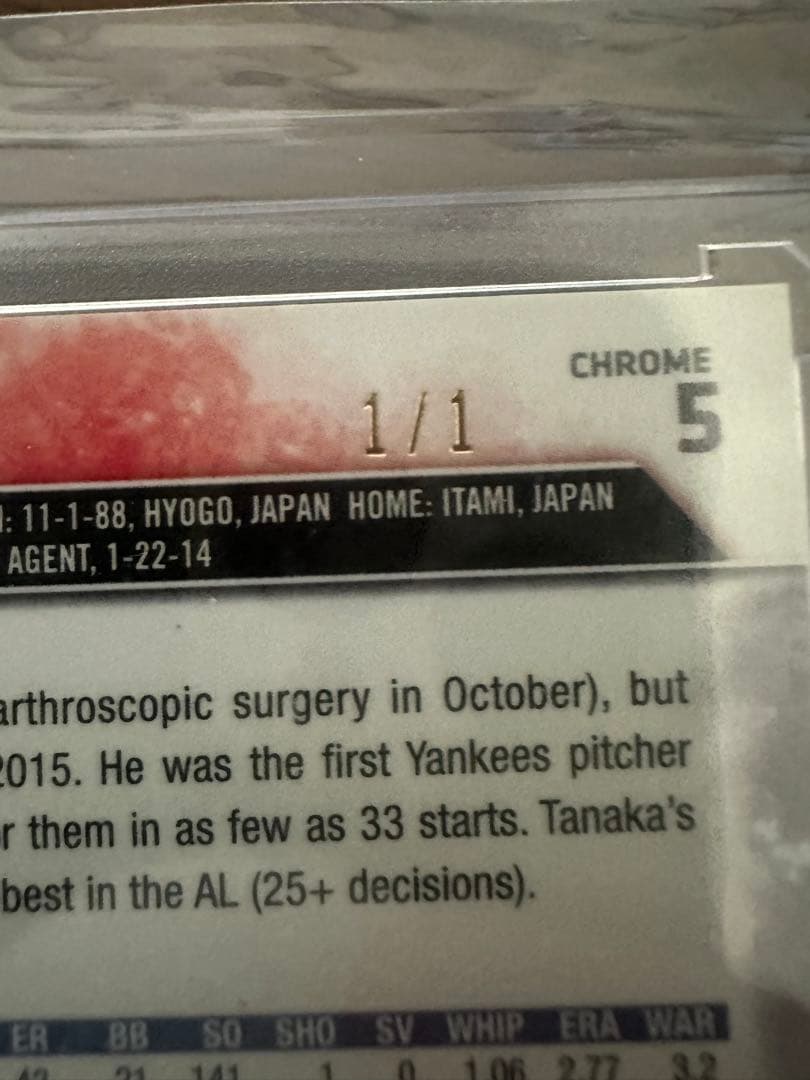 CHROME
5
1/1
: 11-1-88, HYOGO, JAPAN HOME: ITAMI, JAPAN
AGENT, 1-22-14
arthroscopic surgery in October), but
2015. He was the first Yankees pitcher
r them in as few as 33 starts. Tanaka's
best in the AL (25+ decisions).
ER BB SO SHO SV WHIP ERA WAR
42 21 141 1 0 1.06 2.77 3.2